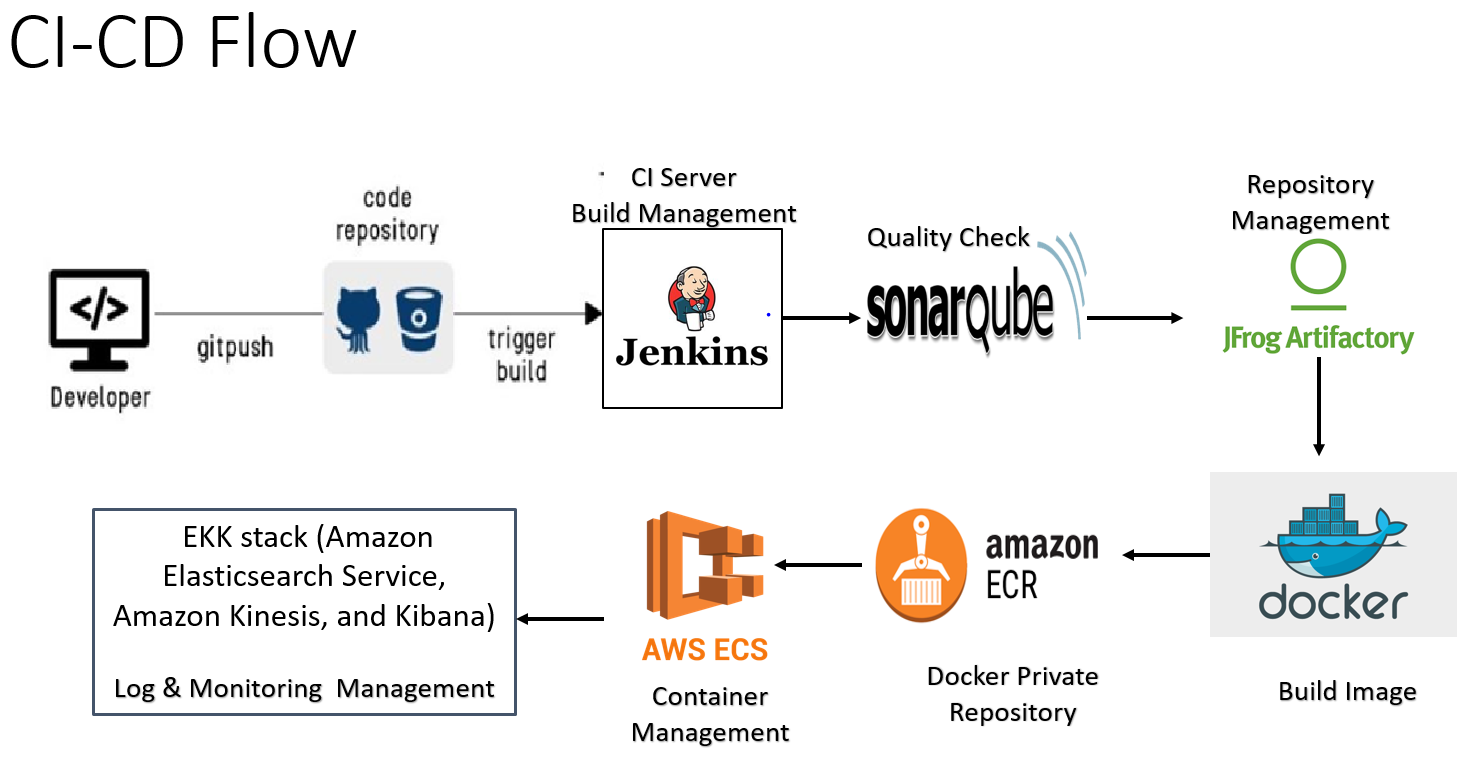 CI-CD Flow
code
repository
</>
gitpush
Developer
trigger
build
CI Server
Build Management
Jenkins
Quality Check
sonarqube
Repository
Management
JFrog Artifactory
docker
Build Image
amazon
ECR
Docker Private
Repository
AWS ECS
Container
Management
EKK stack (Amazon
Elasticsearch Service,
Amazon Kinesis, and Kibana)
Log & Monitoring Management